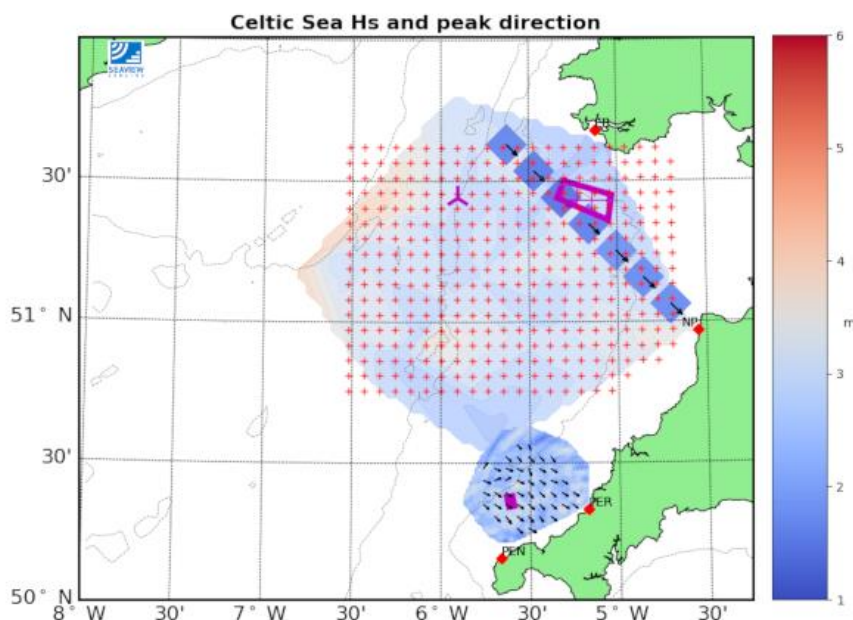 Celtic Sea Hs and peak direction
SEAVIEW
SENSING
6
5
4
m
3
2
1
30'
51° N
30'
50° N
NP
PER
PEN
8° W
30'
7° W
30'
6° W
30'
5° W
30'